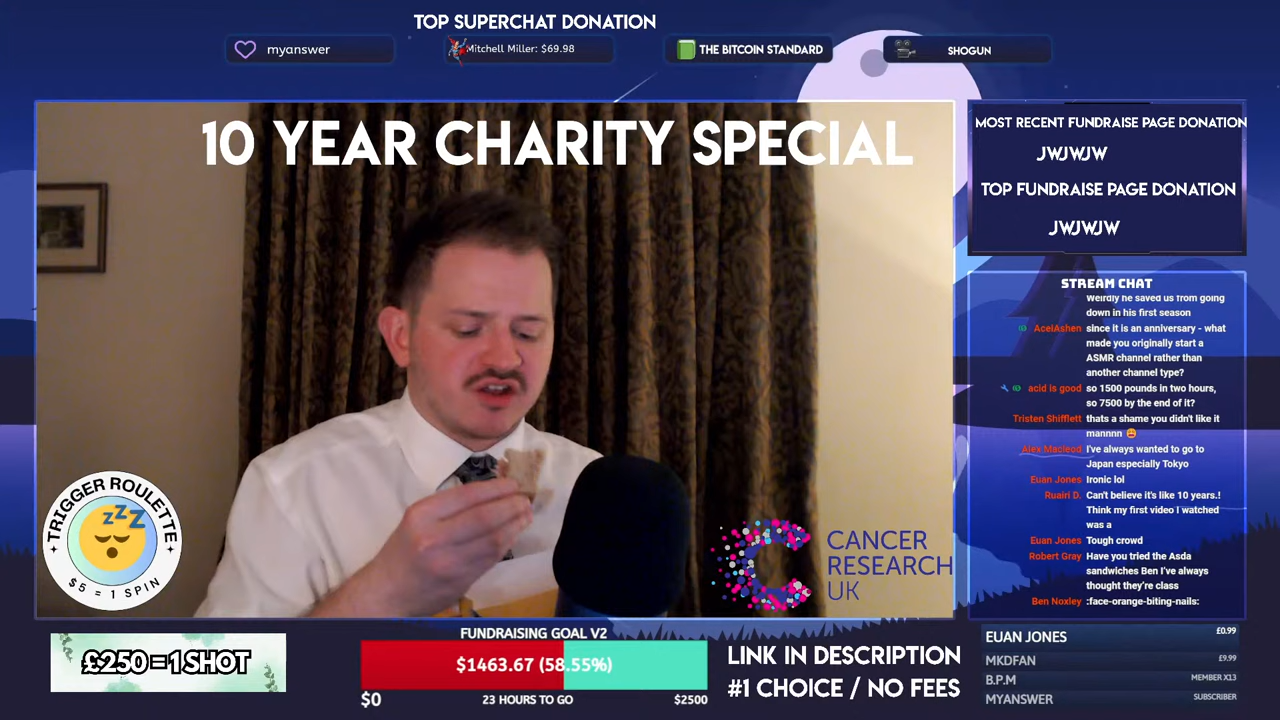 TOP SUPERCHAT DONATION
myanswer
Mitchell Miller: $69.98
THE BITCOIN STANDARD
SHOGUN
10 YEAR CHARITY SPECIAL
MOST RECENT FUNDRAISE PAGE DONATION
JWJWJW
TOP FUNDRAISE PAGE DONATION
JWJWJW
STREAM CHAT
Weirdly he saved us from going
down in his first season
AceiAshen since it is an anniversary - what
made you originally start a
ASMR channel rather than
another channel type?
acid is good so 1500 pounds in two hours,
so 7500 by the end of it?
Tristen Shifflett thats a shame you didn't like it
mannnn 😩
Alex Macleod I've always wanted to go to
Japan especially Tokyo
Euan Jones Ironic lol
Ruairi D. Can't believe it's like 10 years.!
Think my first video I watched
was a
Euan Jones Tough crowd
Robert Gray Have you tried the Asda
sandwiches Ben I've always
thought they're class
Ben Noxley :face-orange-biting-nails:
TRIGGER ROULETTE
zzz
$5 = 1 SPIN
CANCER
RESEARCH
UK
£250 = 1 SHOT
FUNDRAISING GOAL V2
$1463.67 (58.55%)
$0
23 HOURS TO GO
$2500
LINK IN DESCRIPTION
#1 CHOICE / NO FEES
EUAN JONES £0.99
MKDFAN £9.99
B.P.M MEMBER X13
MYANSWER SUBSCRIBER